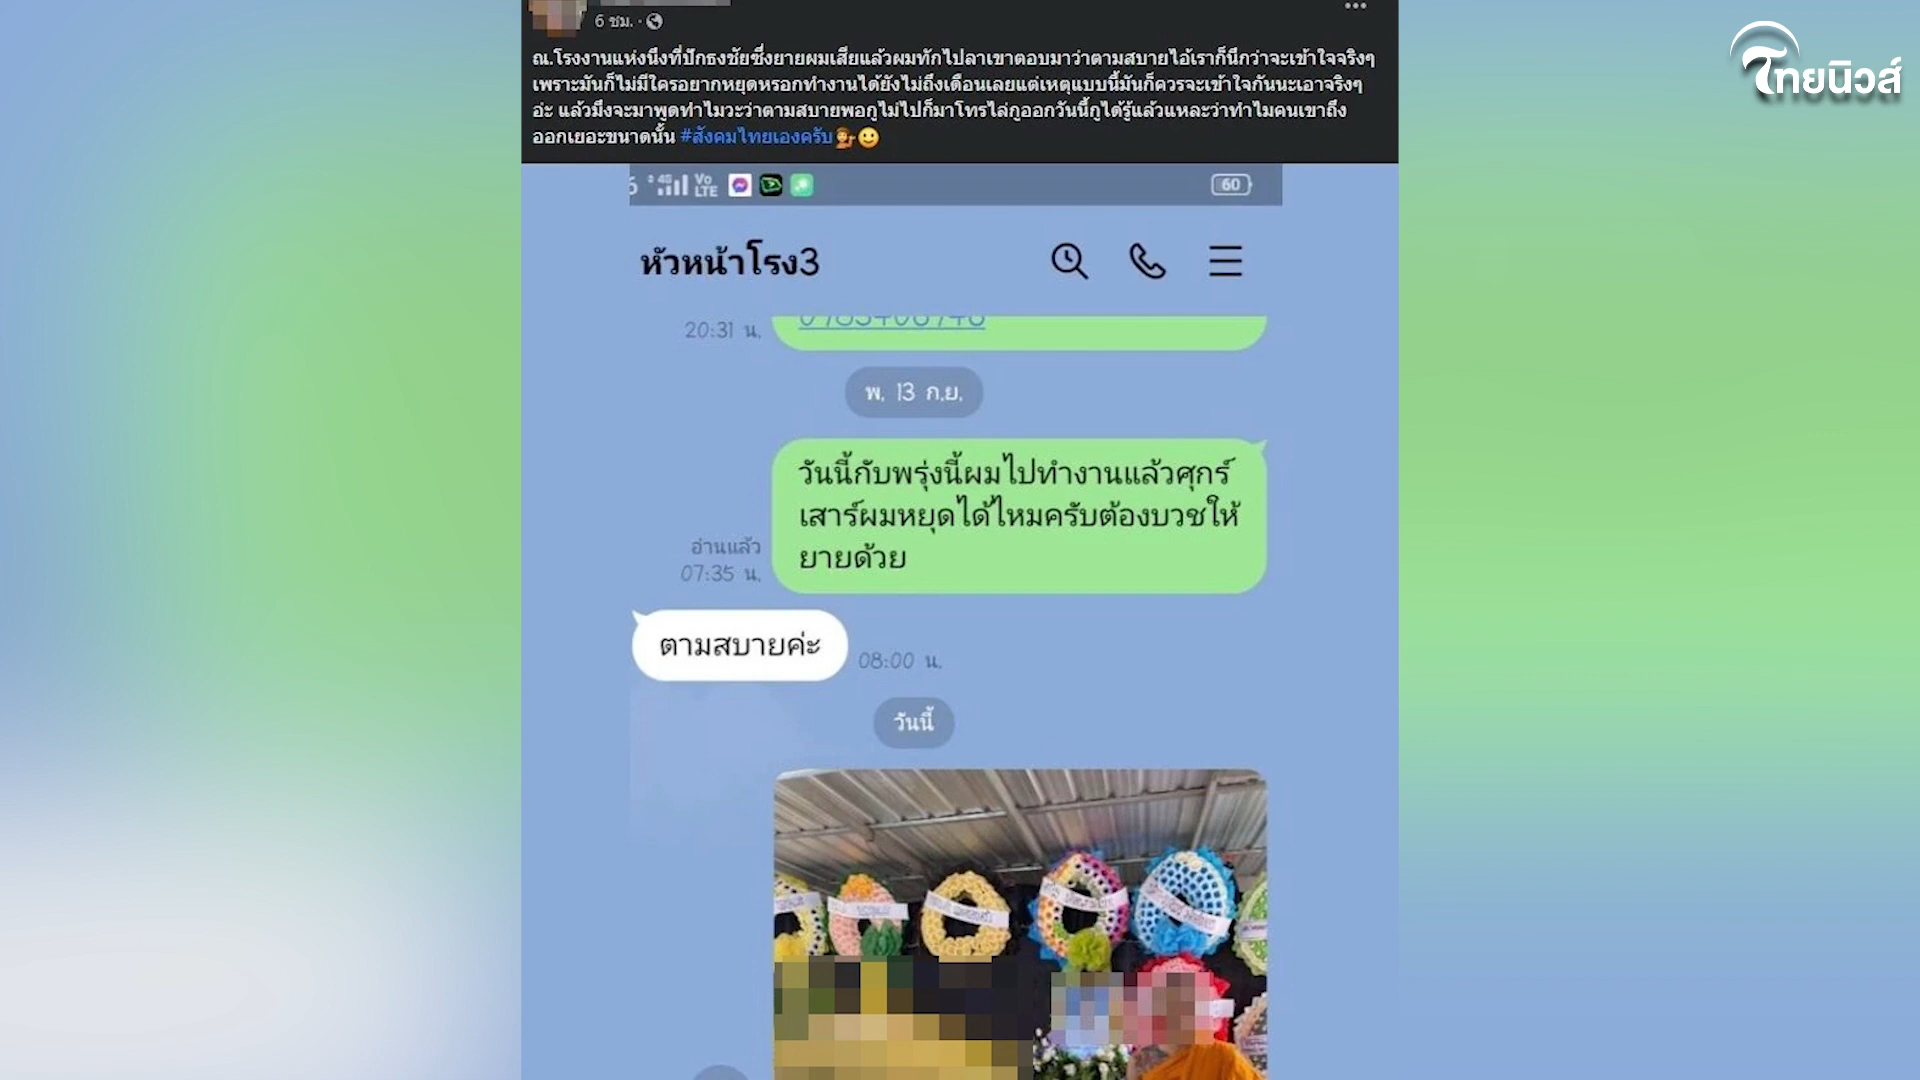 6 ชม.
ณ.โรงงานแห่งนึงที่ปักธงชัยซึ่งยายผมเสียแล้วผมทักไปลาเขาตอบมาว่าตามสบายไอ้เราก็นึกว่าจะเข้าใจจริงๆ
เพราะมันก็ไม่มีใครอยากหยุดหรอกทำงานได้ยังไม่ถึงเดือนเลยแต่เหตุแบบนี้มันก็ควรจะเข้าใจกันนะเอาจริงๆ
อ่ะ แล้วมึงจะมาพูดทำไมวะว่าตามสบายพอกูไม่ไปก็มาโทรไล่กูออกวันนี้กูได้รู้แล้วแหละว่าทำไมคนเขาถึง
ออกเยอะขนาดนั้น #สังคมไทยเองครับ
ไทยนิวส์
4G Vo LTE
60
หัวหน้าโรง3
20:31 น.
พ. 13 ก.ย.
วันนี้กับพรุ่งนี้ผมไปทำงานแล้วศุกร์
เสาร์ผมหยุดได้ไหมครับต้องบวชให้
ยายด้วย
อ่านแล้ว
07:35 น.
ตามสบายค่ะ
08:00 น.
วันนี้